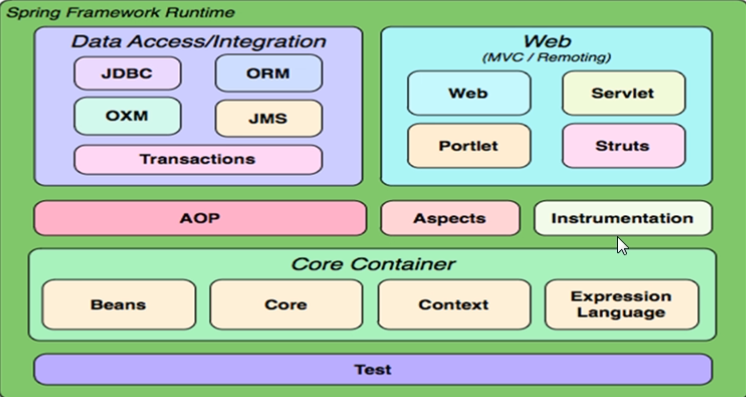 Spring Framework Runtime
Data Access/Integration
JDBC
ORM
OXM
JMS
Transactions
Web
(MVC / Remoting)
Web
Servlet
Portlet
Struts
AOP
Aspects
Instrumentation
Core Container
Beans
Core
Context
Expression
Language
Test